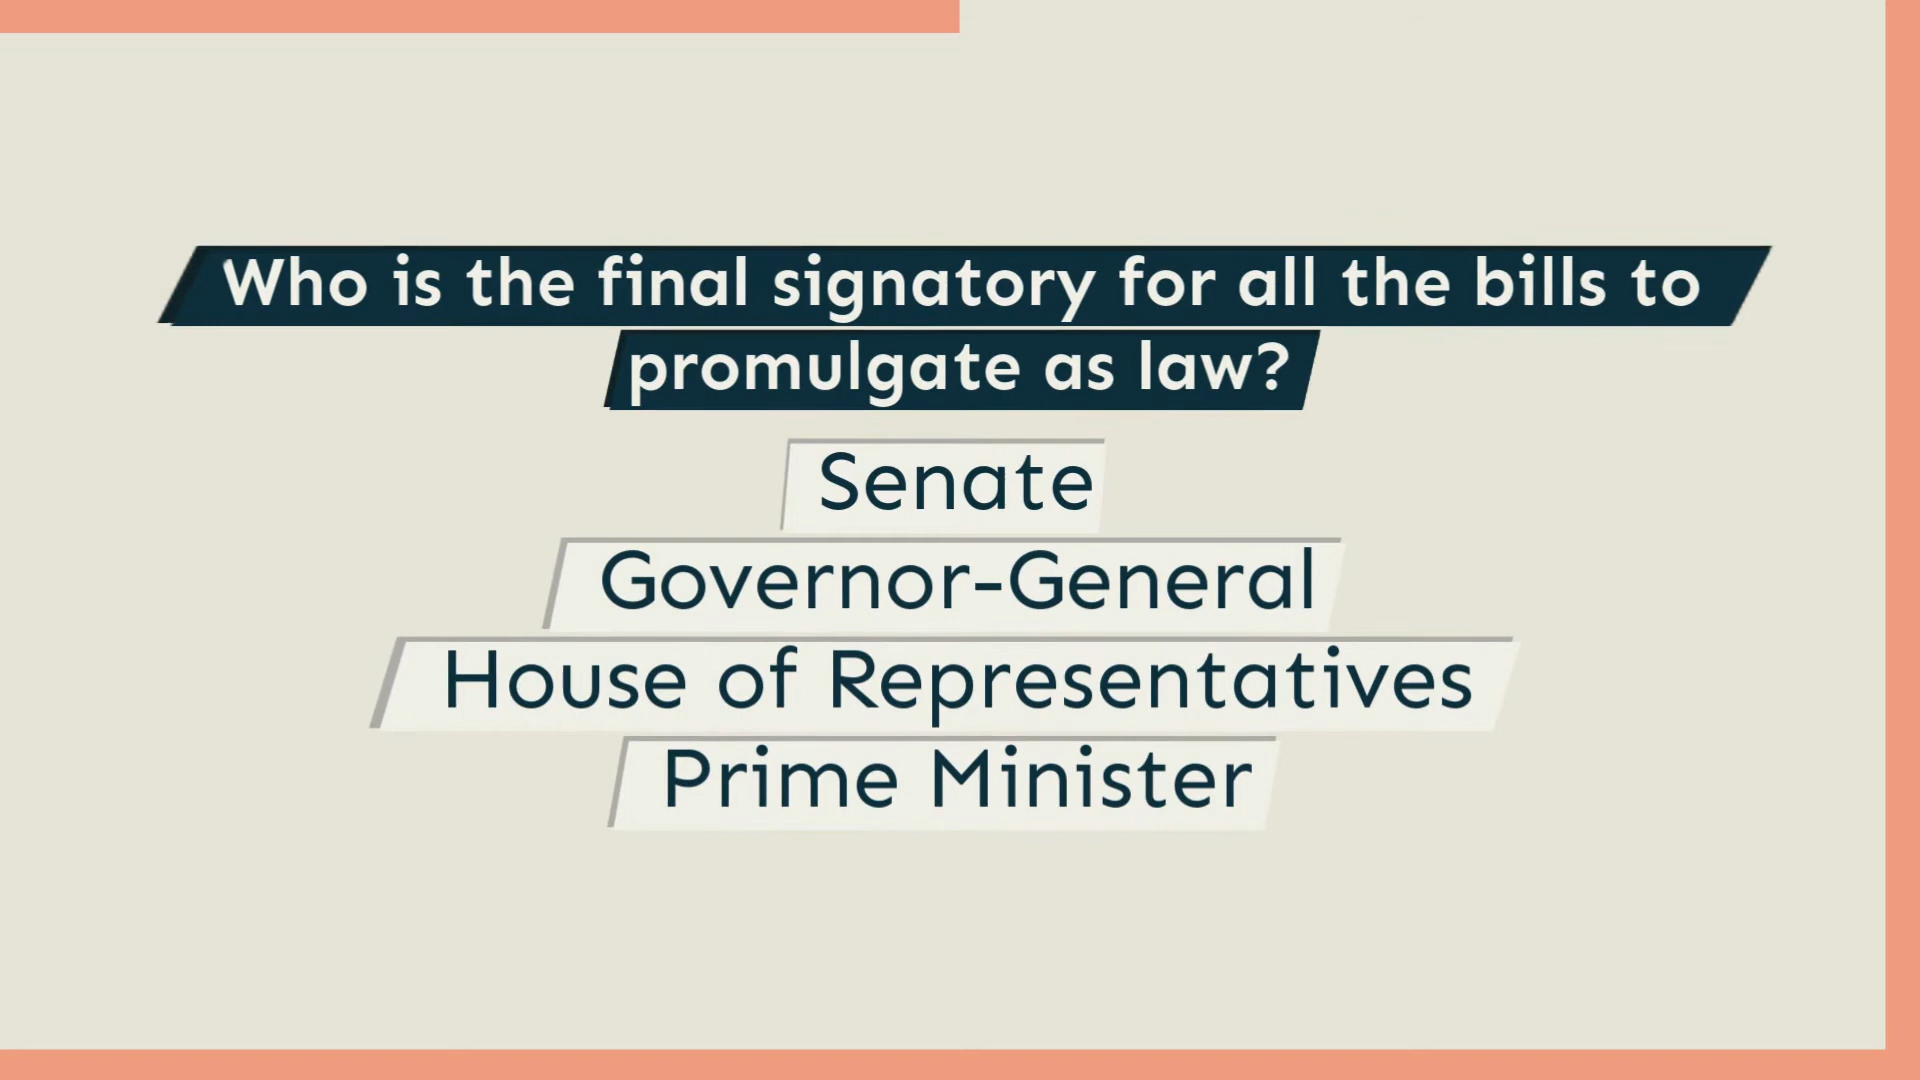 Who is the final signatory for all the bills to
promulgate as law?
Senate
Governor-General
House of Representatives
Prime Minister